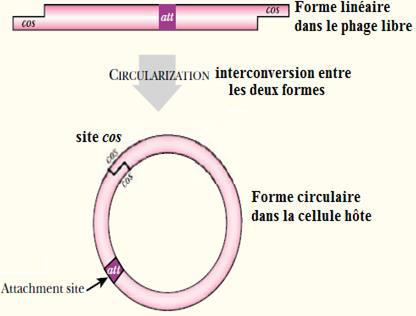 cos
att
cos
Forme linéaire
dans le phage libre
CIRCULARIZATION
interconversion entre
les deux formes
site cos
cos
cos
Forme circulaire
dans la cellule hôte
att
Attachment site